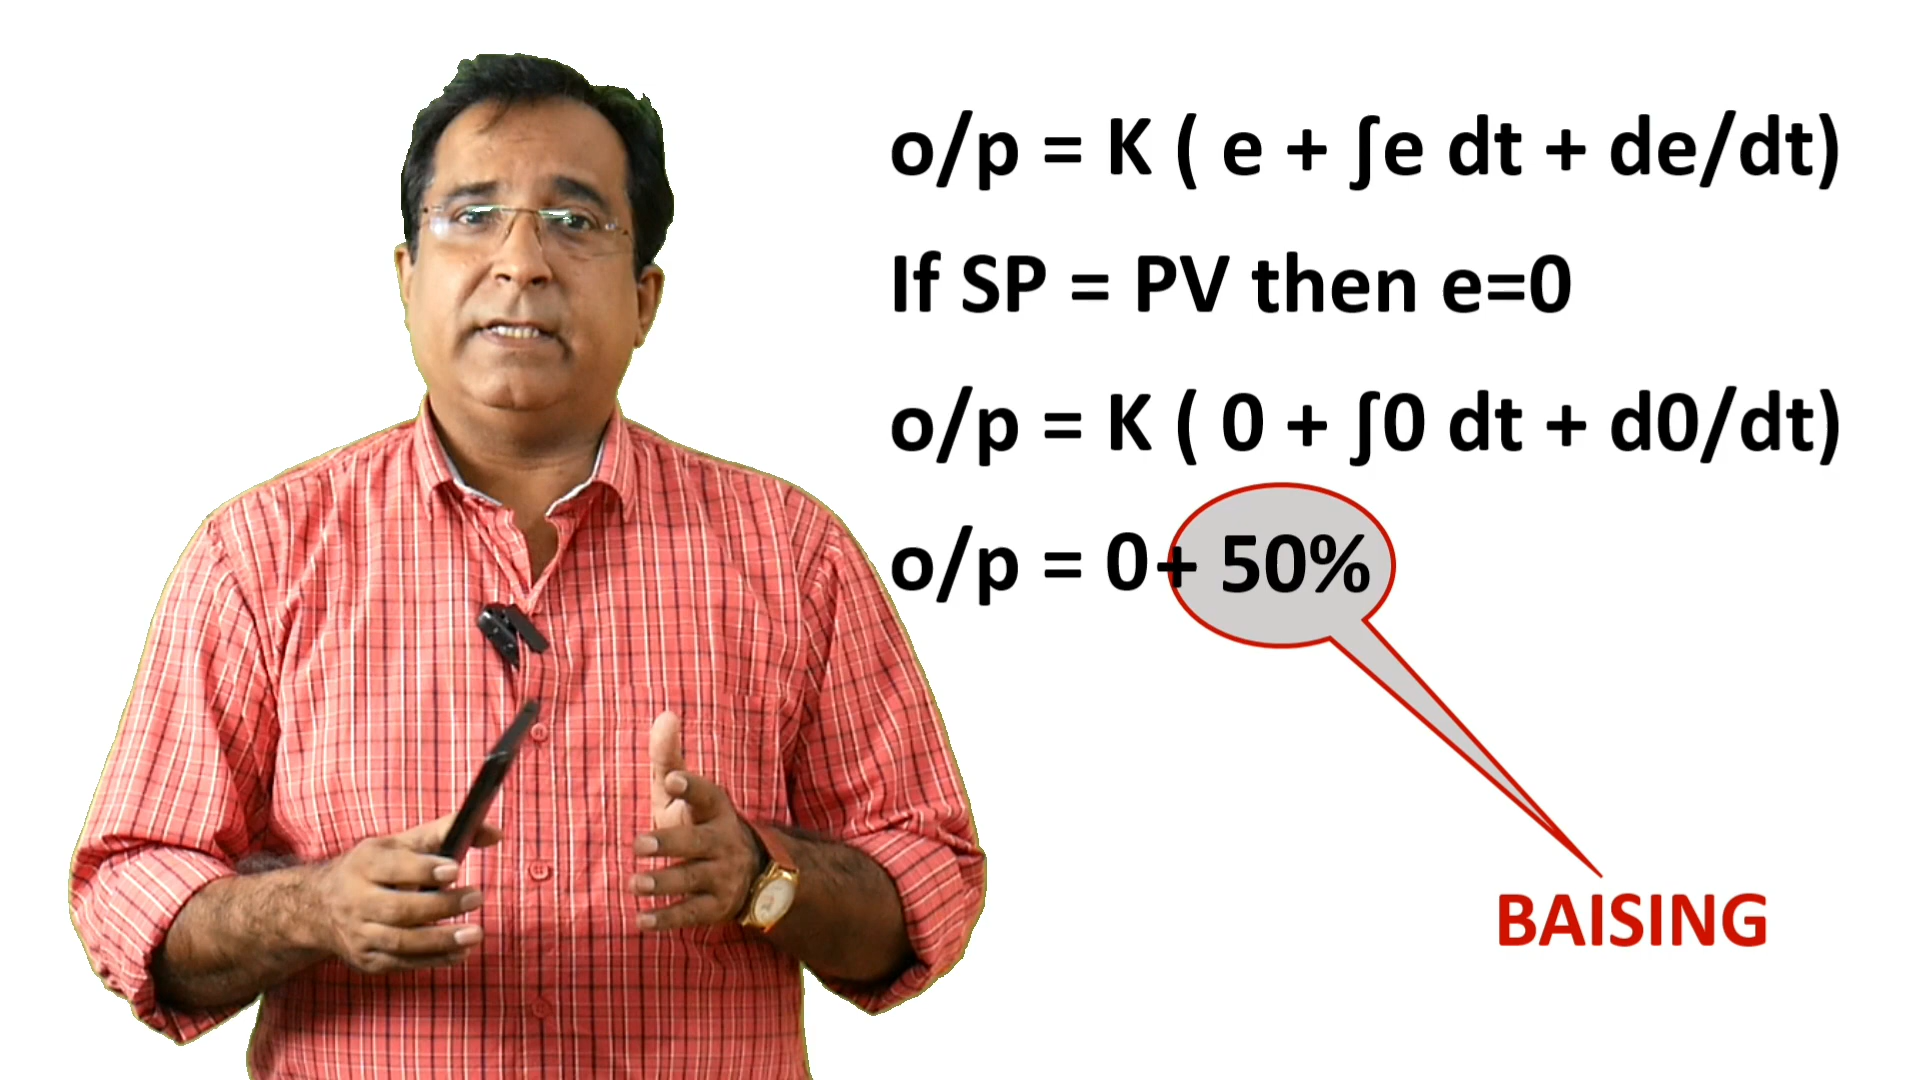 o/p = K ( e + ∫e dt + de/dt)
If SP = PV then e=0
o/p = K ( 0 + ∫0 dt + d0/dt)
o/p = 0+ 50%
BAISING